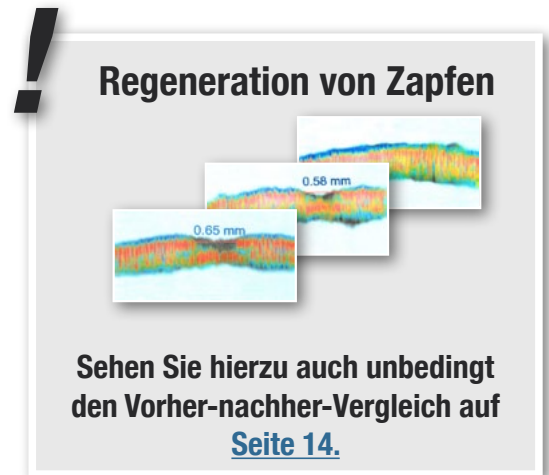 !
Regeneration von Zapfen
0.58 mm
0.65 mm
Sehen Sie hierzu auch unbedingt
den Vorher-nachher-Vergleich auf
Seite 14.